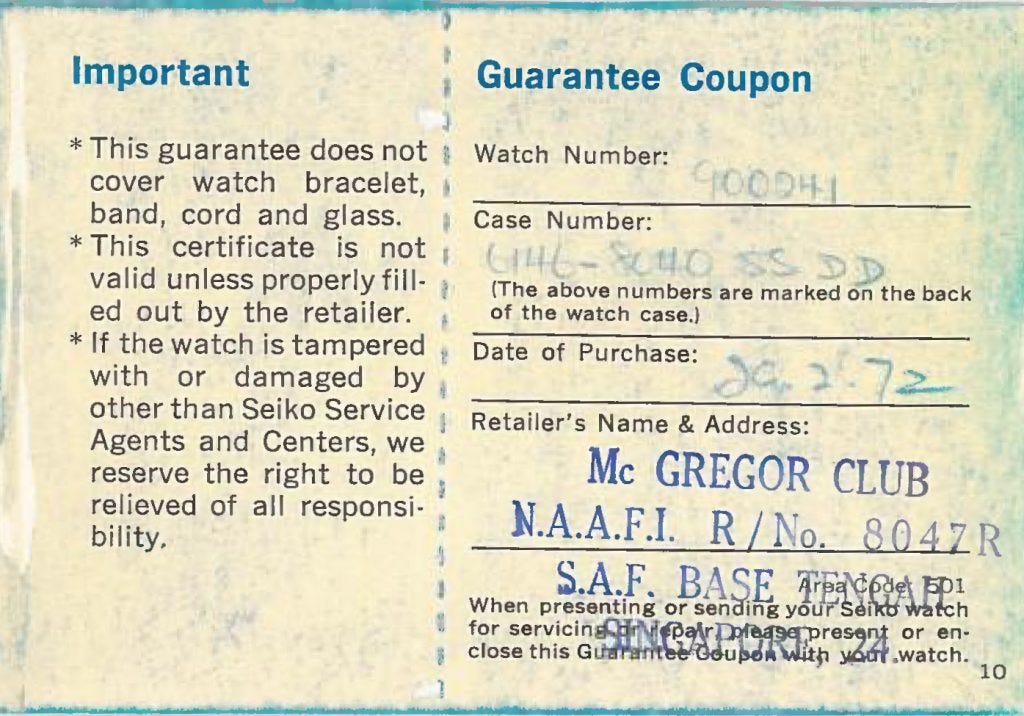 Important
* This guarantee does not
cover watch bracelet,
band, cord and glass.
* This certificate is not
valid unless properly fill-
ed out by the retailer.
* If the watch is tampered
with or damaged by
other than Seiko Service
Agents and Centers, we
reserve the right to be
relieved of all responsi-
bility.
Guarantee Coupon
Watch Number:
900041
Case Number:
6146-8040 SS DD
(The above numbers are marked on the back
of the watch case.)
Date of Purchase:
29.2.72
Retailer's Name & Address:
Mc GREGOR CLUB
N.A.A.F.I. R/No. 8047R
S.A.F. BASE TENGAH
Area Code: 501
When presenting or sending your Seiko watch
for servicing or repair, please present or en-
SINGAPORE, 24.
close this Guarantee Coupon with your watch.
10